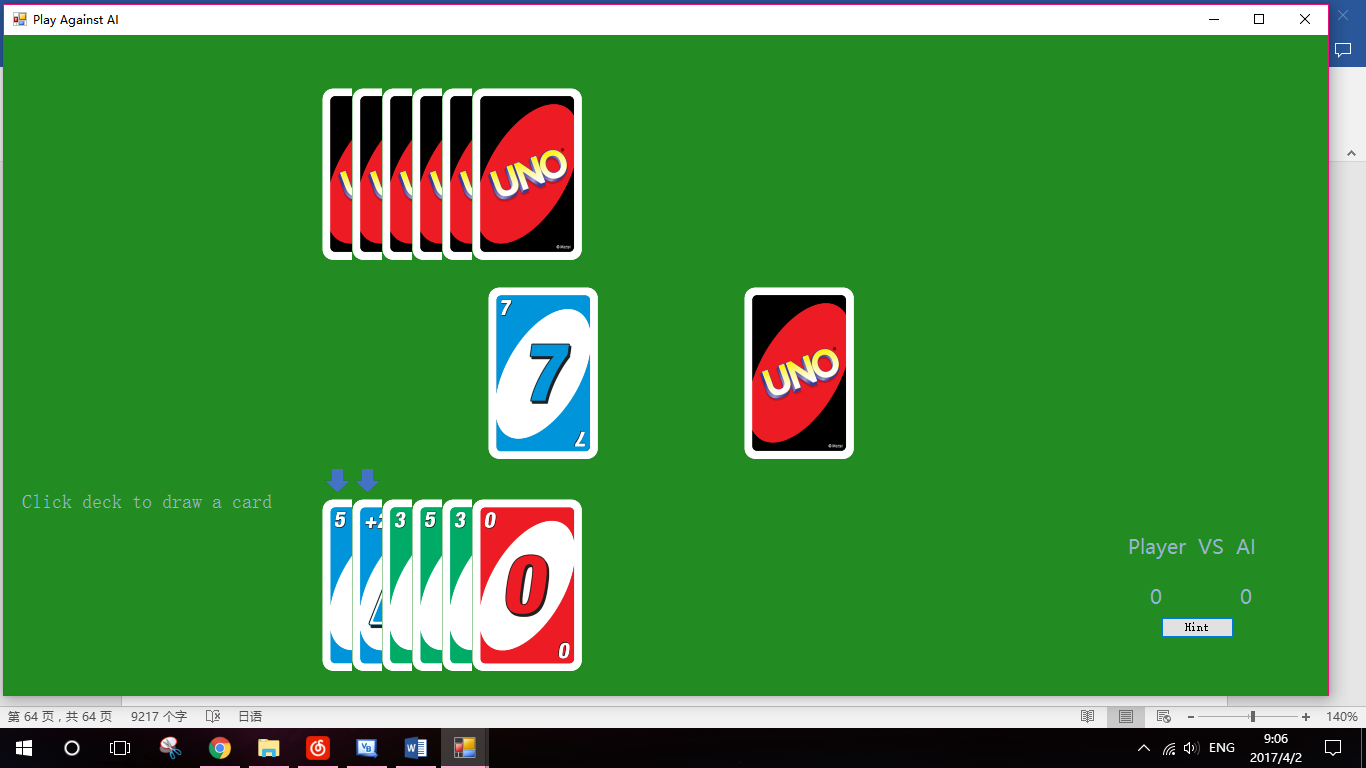 Play Against AI
UNO
7
7
UNO
Click deck to draw a card
5 +2 3 5 3 0
0
0
Player VS AI
0 0
Hint
第 64 页，共 64 页 9217 个字 日语 140%
ENG 9:06
2017/4/2